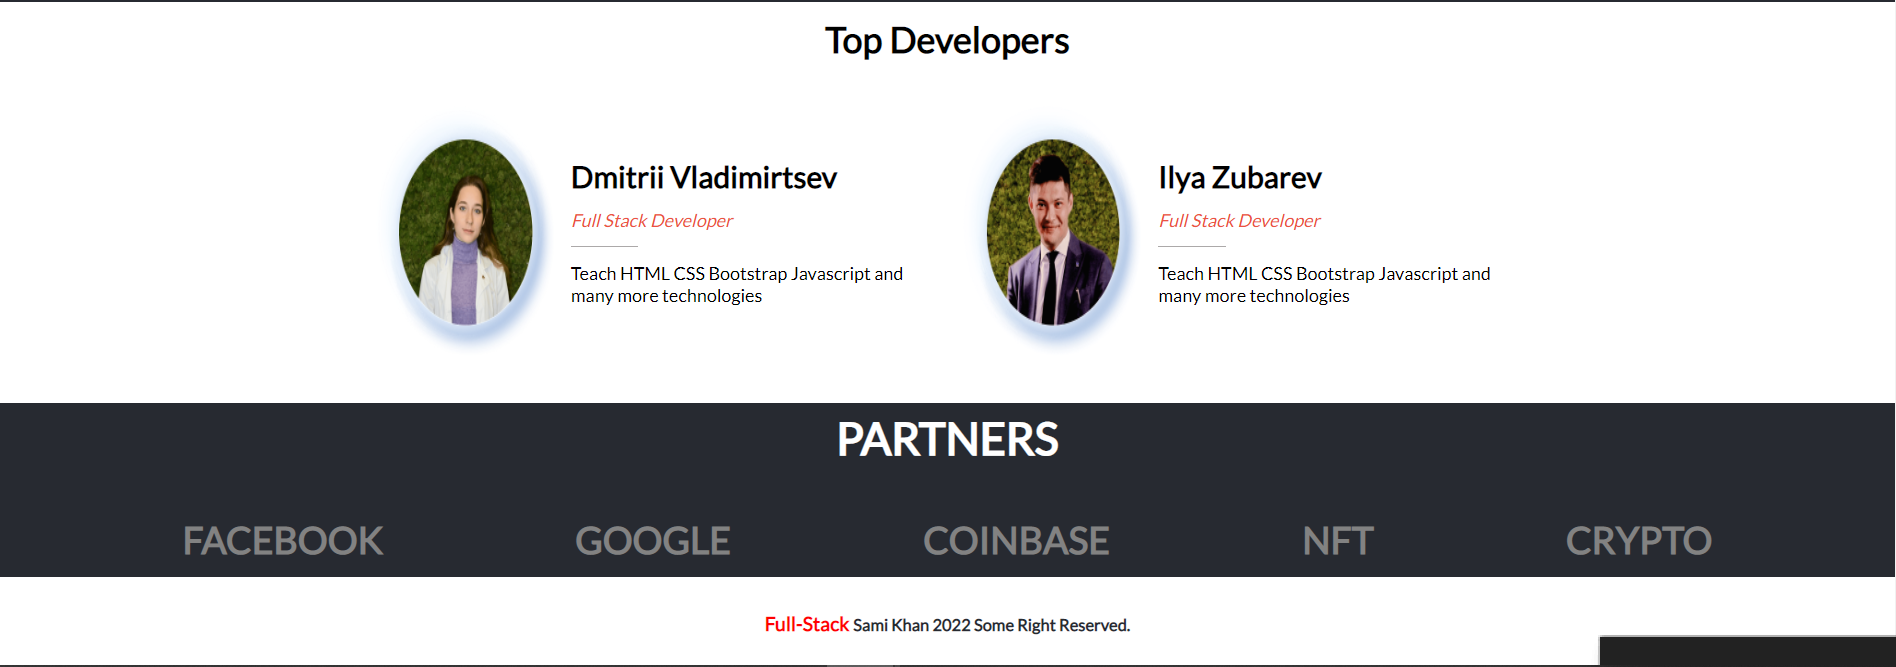 Top Developers
Dmitrii Vladimirtsev
Full Stack Developer
Teach HTML CSS Bootstrap Javascript and
many more technologies
Ilya Zubarev
Full Stack Developer
Teach HTML CSS Bootstrap Javascript and
many more technologies
PARTNERS
FACEBOOK GOOGLE COINBASE NFT CRYPTO
Full-Stack Sami Khan 2022 Some Right Reserved.